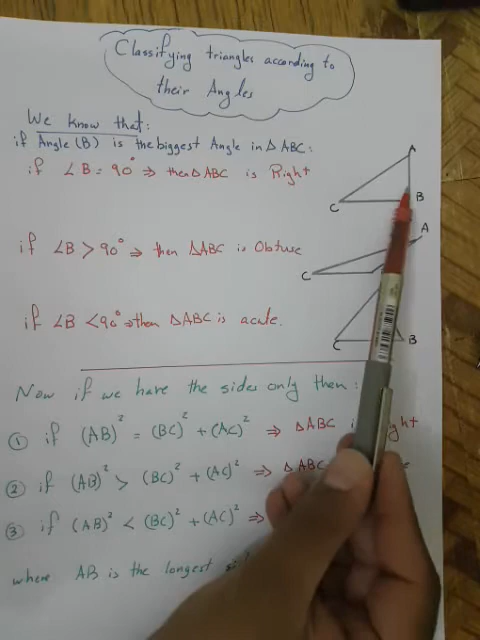 Classifying triangles according to
their Angles
We know that:
if Angle (B) is the biggest Angle in Δ ABC:
if ∠B = 90° ⇒ then Δ ABC is Right
A
C
B
if ∠B > 90° ⇒ then Δ ABC is Obtuse
A
C
if ∠B < 90° ⇒ then Δ ABC is acute.
C
B
Now if we have the sides only then:
① if (AB)² = (BC)² + (AC)² ⇒ Δ ABC
② if (AB)² > (BC)² + (AC)² ⇒ Δ ABC
③ if (AB)² < (BC)² + (AC)² ⇒
where AB is the longest